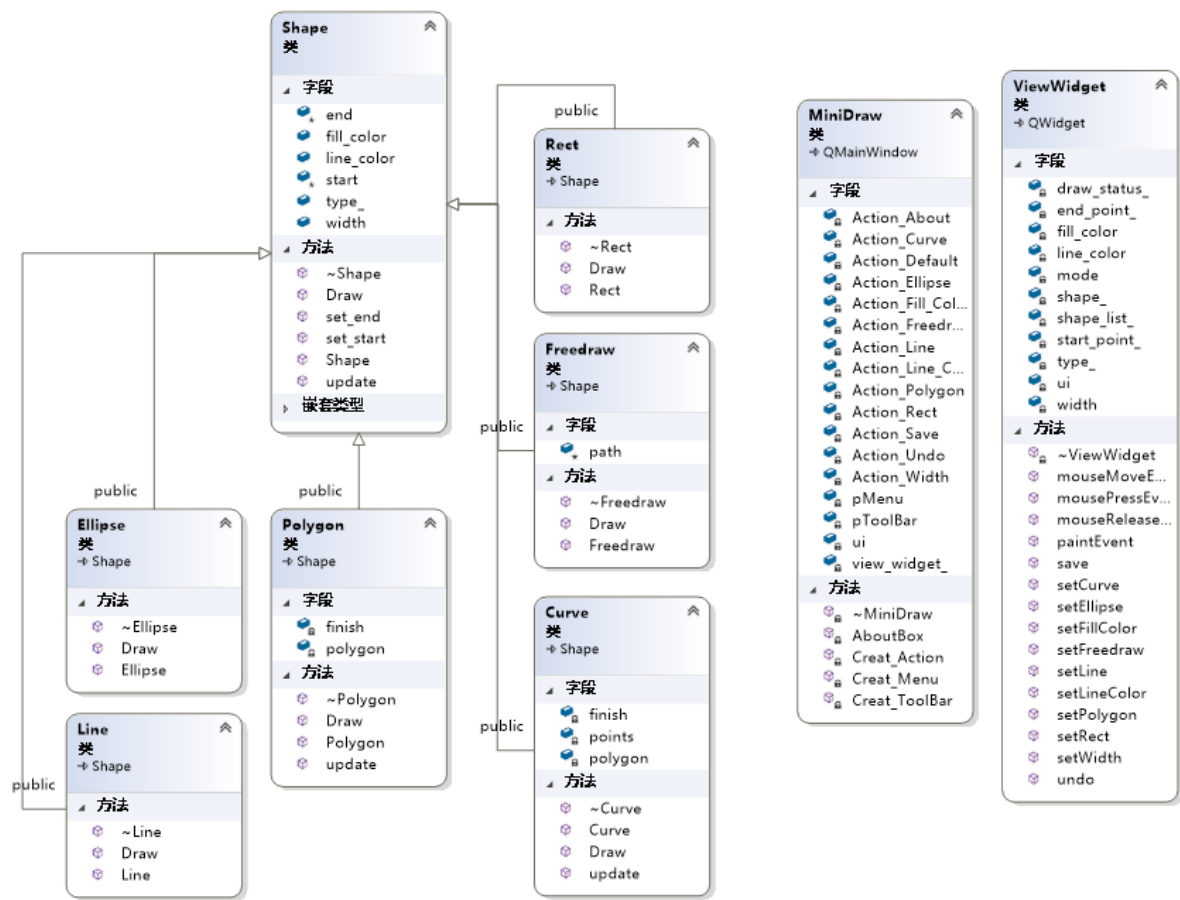 Shape
类
字段
end
fill_color
line_color
start
type_
width
方法
~Shape
Draw
set_end
set_start
Shape
update
嵌套类型
public
Rect
类
Shape
方法
~Rect
Draw
Rect
public
Freedraw
类
Shape
字段
path
方法
~Freedraw
Draw
Freedraw
public
Curve
类
Shape
字段
finish
points
polygon
方法
~Curve
Curve
Draw
update
public
Ellipse
类
Shape
方法
~Ellipse
Draw
Ellipse
public
Polygon
类
Shape
字段
finish
polygon
方法
~Polygon
Draw
Polygon
update
public
Line
类
Shape
方法
~Line
Draw
Line
MiniDraw
类
QMainWindow
字段
Action_About
Action_Curve
Action_Default
Action_Ellipse
Action_Fill_Col...
Action_Freedr...
Action_Line
Action_Line_C...
Action_Polygon
Action_Rect
Action_Save
Action_Undo
Action_Width
pMenu
pToolBar
ui
view_widget_
方法
~MiniDraw
AboutBox
Creat_Action
Creat_Menu
Creat_ToolBar
ViewWidget
类
QWidget
字段
draw_status_
end_point_
fill_color
line_color
mode
shape_
shape_list_
start_point_
type_
ui
width
方法
~ViewWidget
mouseMoveE...
mousePressEv...
mouseRelease...
paintEvent
save
setCurve
setEllipse
setFillColor
setFreedraw
setLine
setLineColor
setPolygon
setRect
setWidth
undo